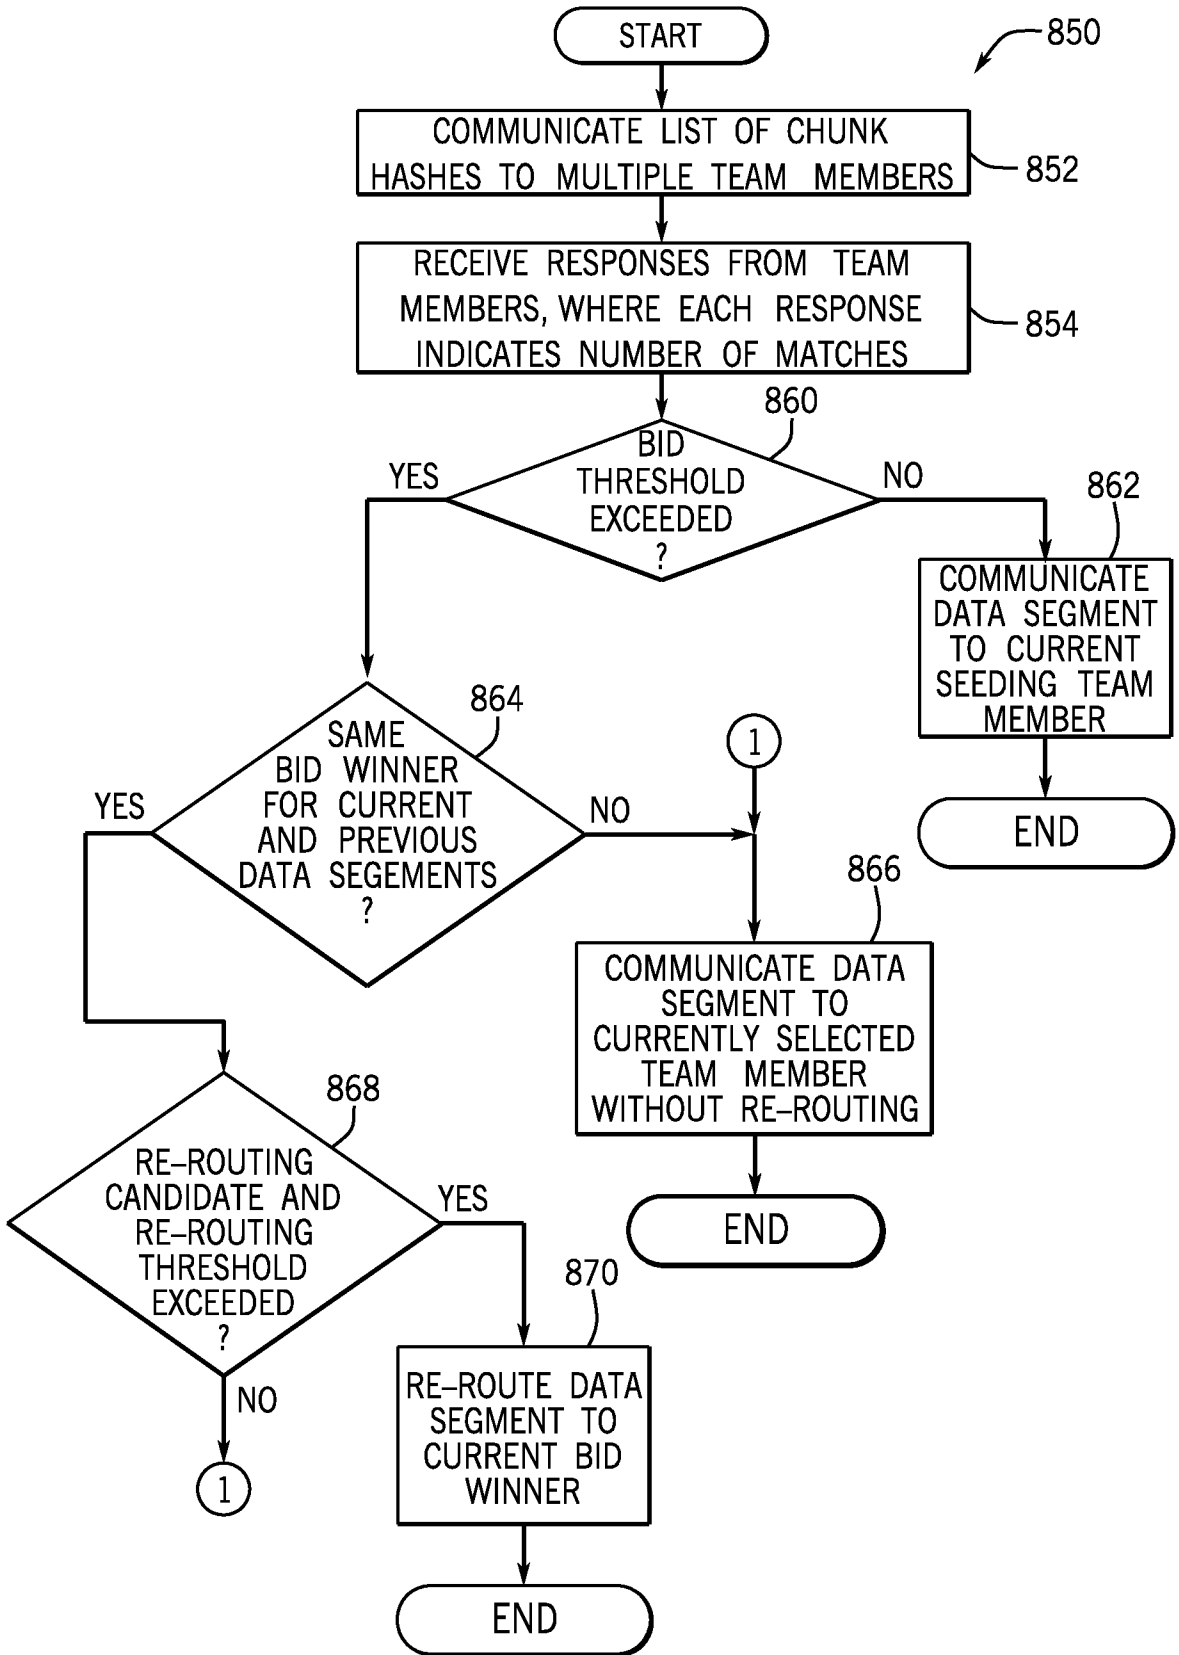 START
850
COMMUNICATE LIST OF CHUNK
HASHES TO MULTIPLE TEAM MEMBERS
852
RECEIVE RESPONSES FROM TEAM
MEMBERS, WHERE EACH RESPONSE
INDICATES NUMBER OF MATCHES
854
860
BID
THRESHOLD
EXCEEDED
?
YES
NO
862
COMMUNICATE
DATA SEGMENT
TO CURRENT
SEEDING TEAM
MEMBER
END
864
SAME
BID WINNER
FOR CURRENT
AND PREVIOUS
DATA SEGEMENTS
?
YES
NO
1
866
COMMUNICATE DATA
SEGMENT TO
CURRENTLY SELECTED
TEAM MEMBER
WITHOUT RE-ROUTING
END
868
RE-ROUTING
CANDIDATE AND
RE-ROUTING
THRESHOLD
EXCEEDED
?
YES
NO
1
870
RE-ROUTE DATA
SEGMENT TO
CURRENT BID
WINNER
END